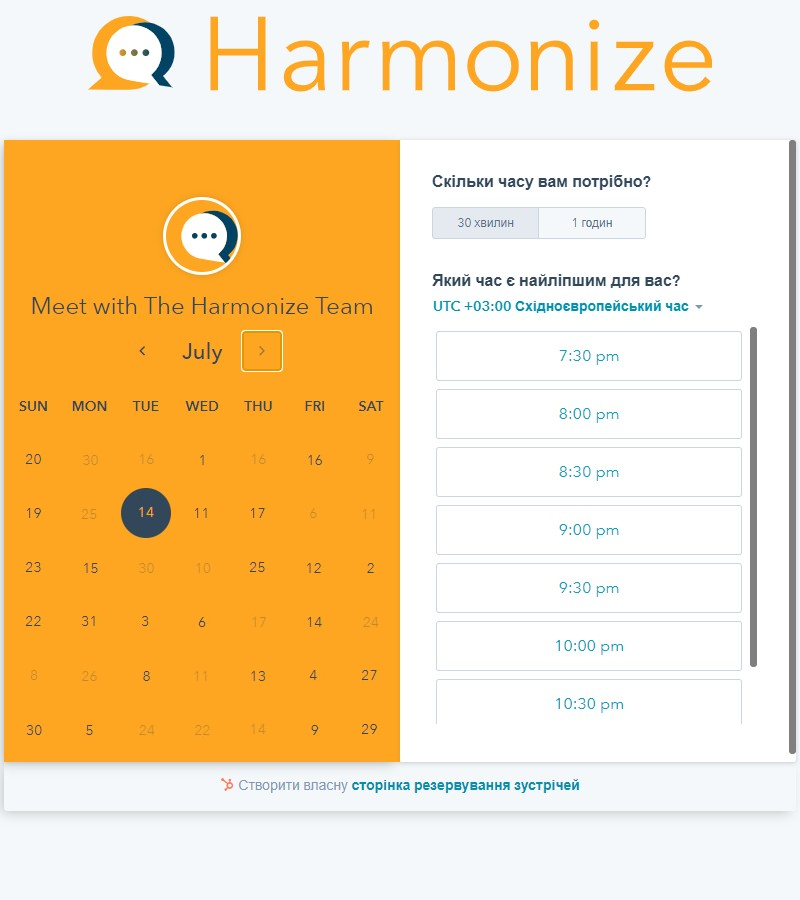 Harmonize
Meet with The Harmonize Team
July
SUN MON TUE WED THU FRI SAT
20 30 16 1 16 16 9
19 25 14 11 17 6 11
23 15 30 10 25 12 2
22 31 3 6 17 14 24
8 26 8 11 13 4 27
30 5 24 22 14 9 29
Скільки часу вам потрібно?
30 хвилин 1 годин
Який час є найліпшим для вас?
UTC +03:00 Східноєвропейський час
7:30 pm
8:00 pm
8:30 pm
9:00 pm
9:30 pm
10:00 pm
10:30 pm
Створити власну сторінка резервування зустрічей